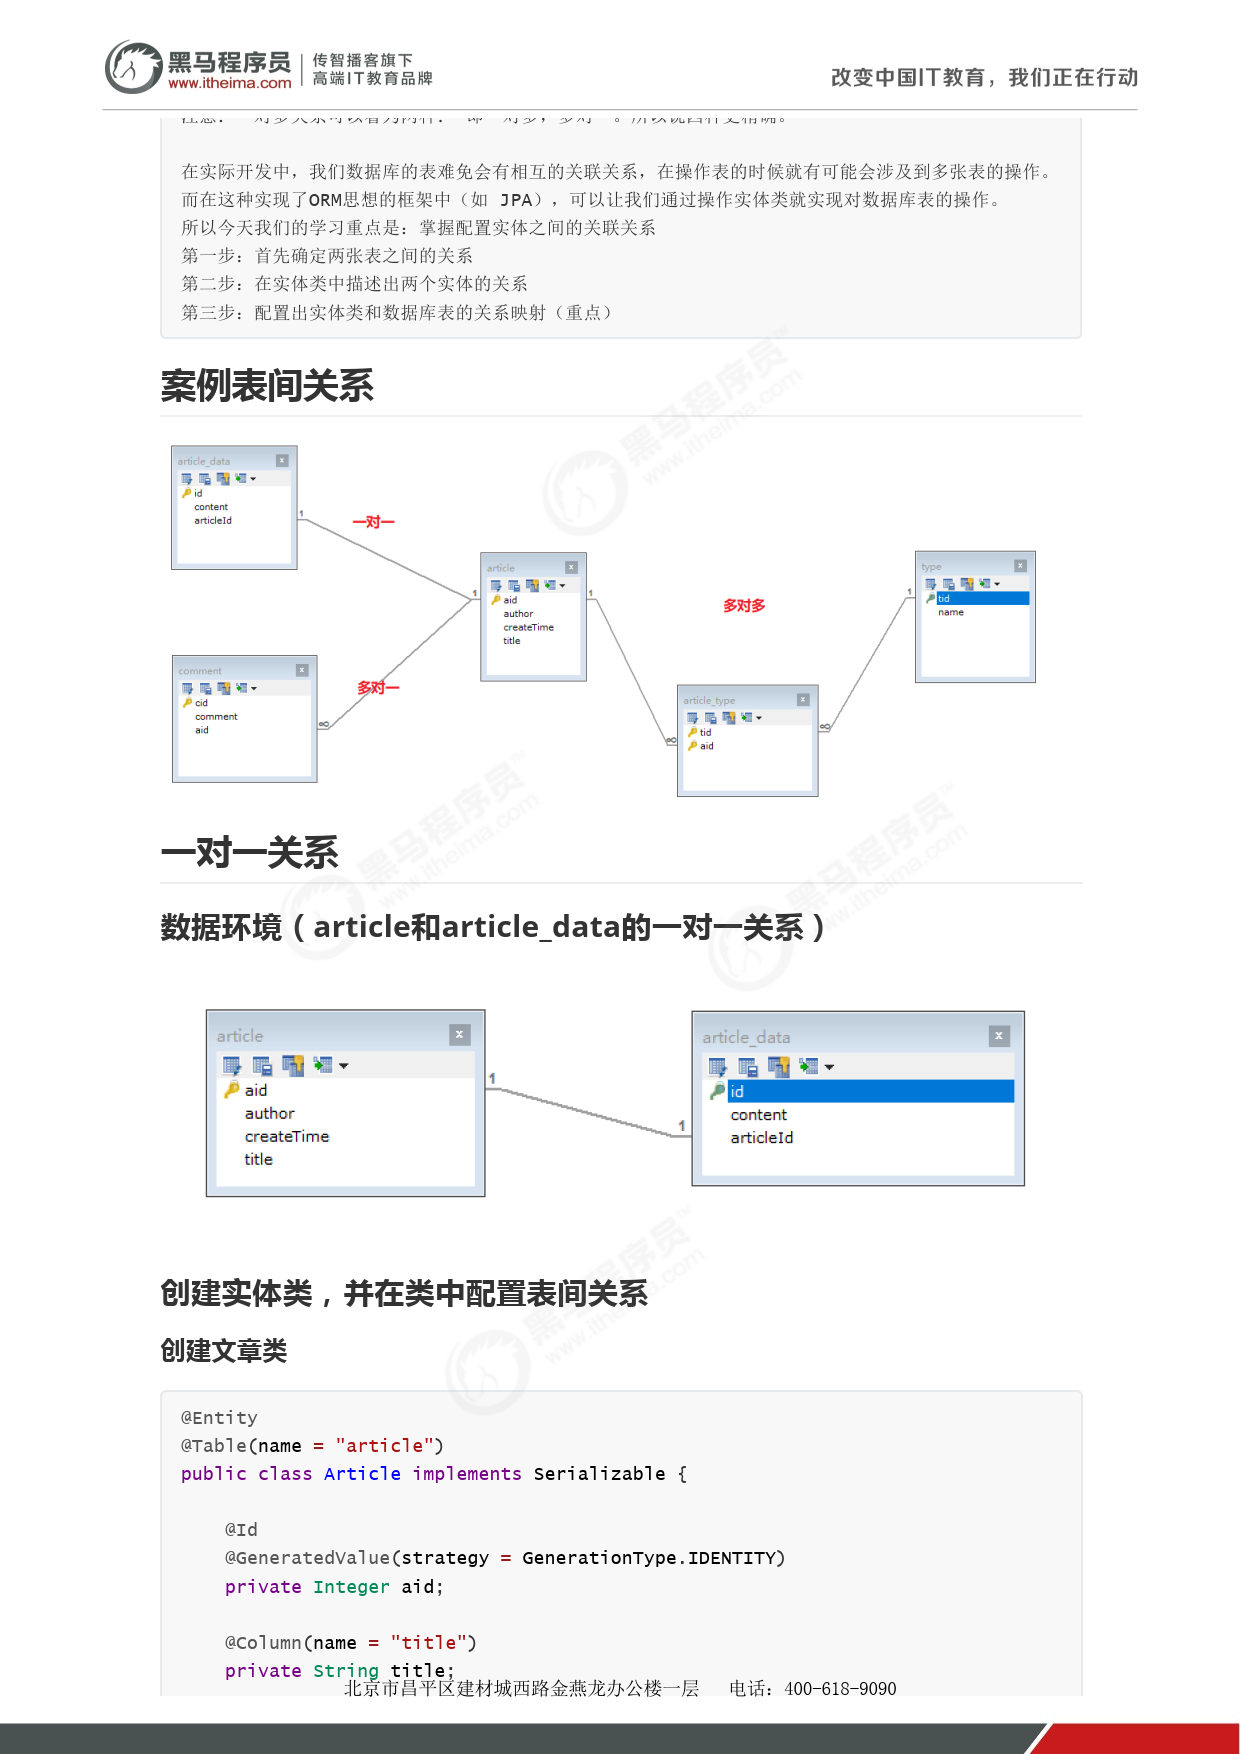 黑马程序员
www.itheima.com
传智播客旗下
高端IT教育品牌
改变中国IT教育，我们正在行动
在实际开发中，我们数据库的表难免会有相互的关联关系，在操作表的时候就有可能会涉及到多张表的操作。
而在这种实现了ORM思想的框架中（如 JPA），可以让我们通过操作实体类就实现对数据库表的操作。
所以今天我们的学习重点是：掌握配置实体之间的关联关系
第一步：首先确定两张表之间的关系
第二步：在实体类中描述出两个实体的关系
第三步：配置出实体类和数据库表的关系映射（重点）
案例表间关系
article_data
id
content
articleId
1
一对一
article
aid
author
createTime
title
1
1
多对多
type
tid
name
1
comment
cid
comment
aid
∞
多对一
article_type
tid
aid
∞
∞
一对一关系
数据环境（article和article_data的一对一关系）
article
aid
author
createTime
title
1
1
article_data
id
content
articleId
创建实体类，并在类中配置表间关系
创建文章类
@Entity
@Table(name = "article")
public class Article implements Serializable {
@Id
@GeneratedValue(strategy = GenerationType.IDENTITY)
private Integer aid;
@Column(name = "title")
private String title;
北京市昌平区建材城西路金燕龙办公楼一层 电话：400-618-9090